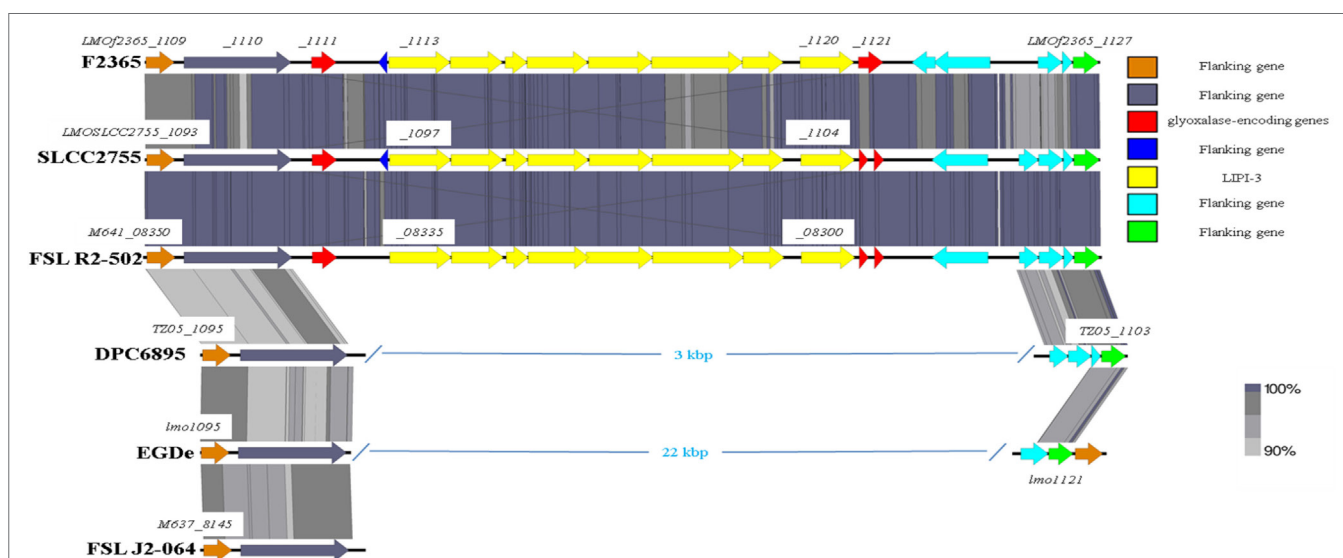 LMOf2365_1109 _1110 _1111 _1113 _1120 _1121 LMOf2365_1127
F2365
LMOSLCC2755_1093 _1097 _1104
SLCC2755
M641_08350 _08335 _08300
FSL R2-502
TZ05_1095 TZ05_1103
DPC6895 3 kbp
lmo1095
EGDe 22 kbp
lmo1121
M637_8145
FSL J2-064
Flanking gene
Flanking gene
glyoxalase-encoding genes
Flanking gene
LIPI-3
Flanking gene
Flanking gene
100%
90%